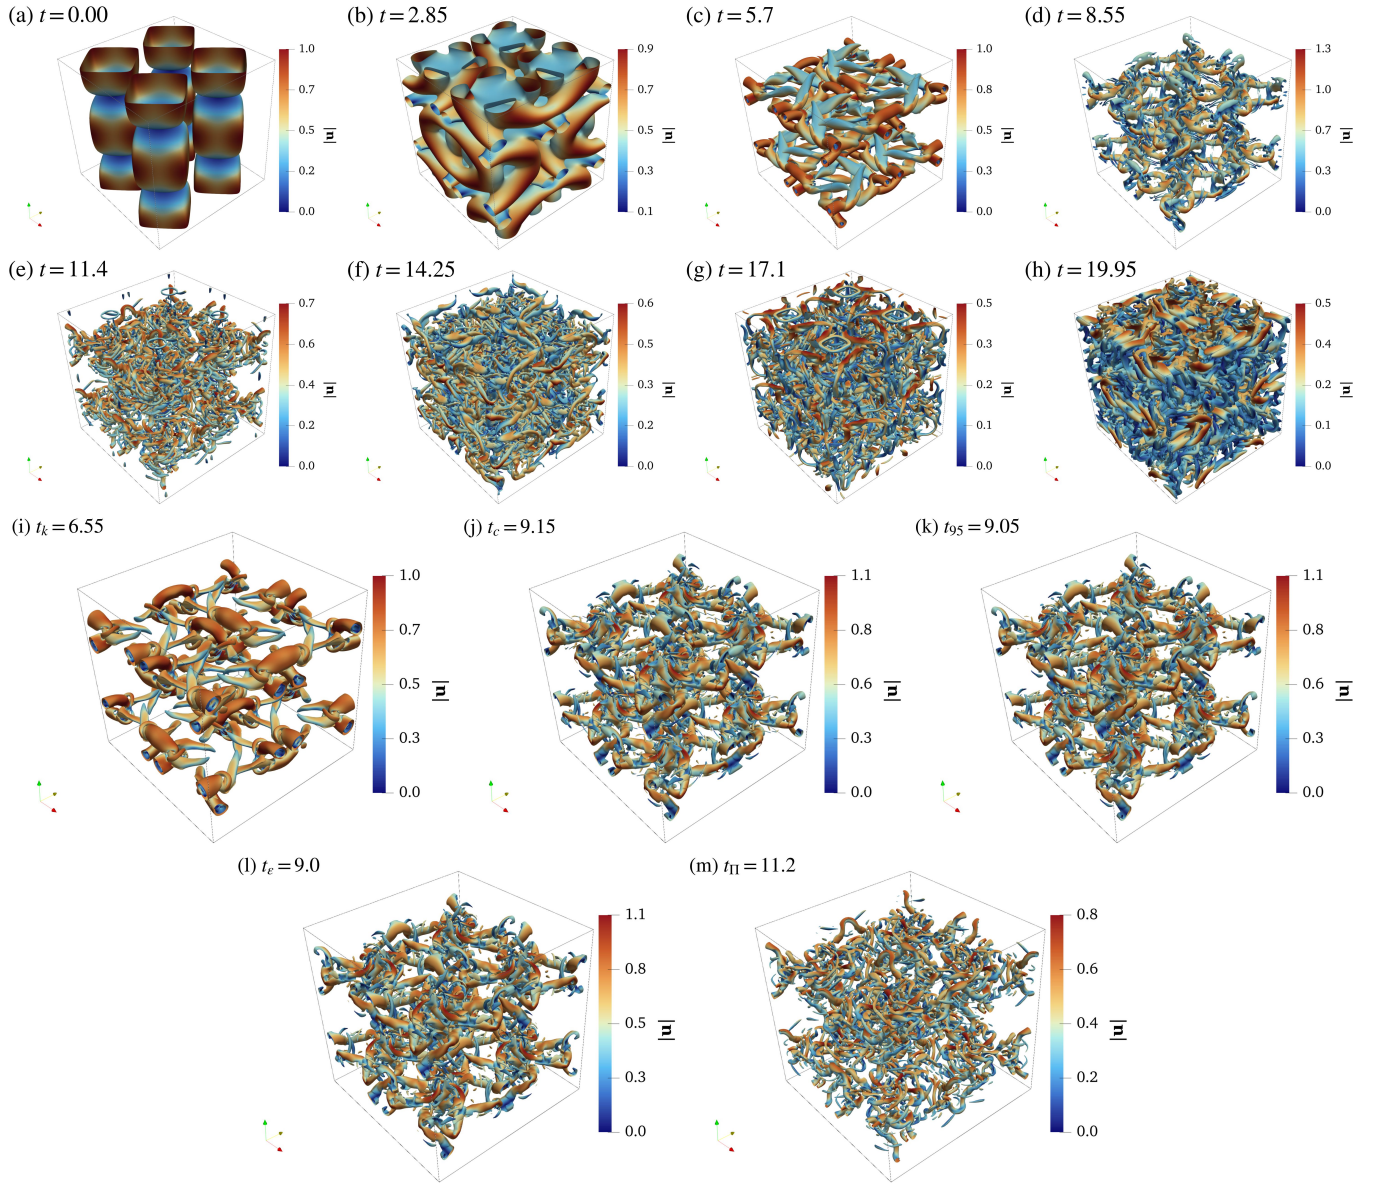 (a) t = 0.00
1.0
0.7
0.5
0.2
0.0
|u|
(b) t = 2.85
0.9
0.7
0.5
0.3
0.1
|u|
(c) t = 5.7
1.0
0.8
0.5
0.3
0.0
|u|
(d) t = 8.55
1.3
1.0
0.7
0.3
0.0
|u|
(e) t = 11.4
0.7
0.6
0.4
0.2
0.0
|u|
(f) t = 14.25
0.6
0.5
0.3
0.2
0.0
|u|
(g) t = 17.1
0.5
0.3
0.2
0.1
0.0
|u|
(h) t = 19.95
0.5
0.4
0.2
0.1
0.0
|u|
(i) tₖ = 6.55
1.0
0.7
0.5
0.3
0.0
|u|
(j) t_c = 9.15
1.1
0.8
0.6
0.3
0.0
|u|
(k) t₉₅ = 9.05
1.1
0.8
0.6
0.3
0.0
|u|
(l) t_ε = 9.0
1.1
0.8
0.5
0.3
0.0
|u|
(m) t_Π = 11.2
0.8
0.6
0.4
0.2
0.0
|u|